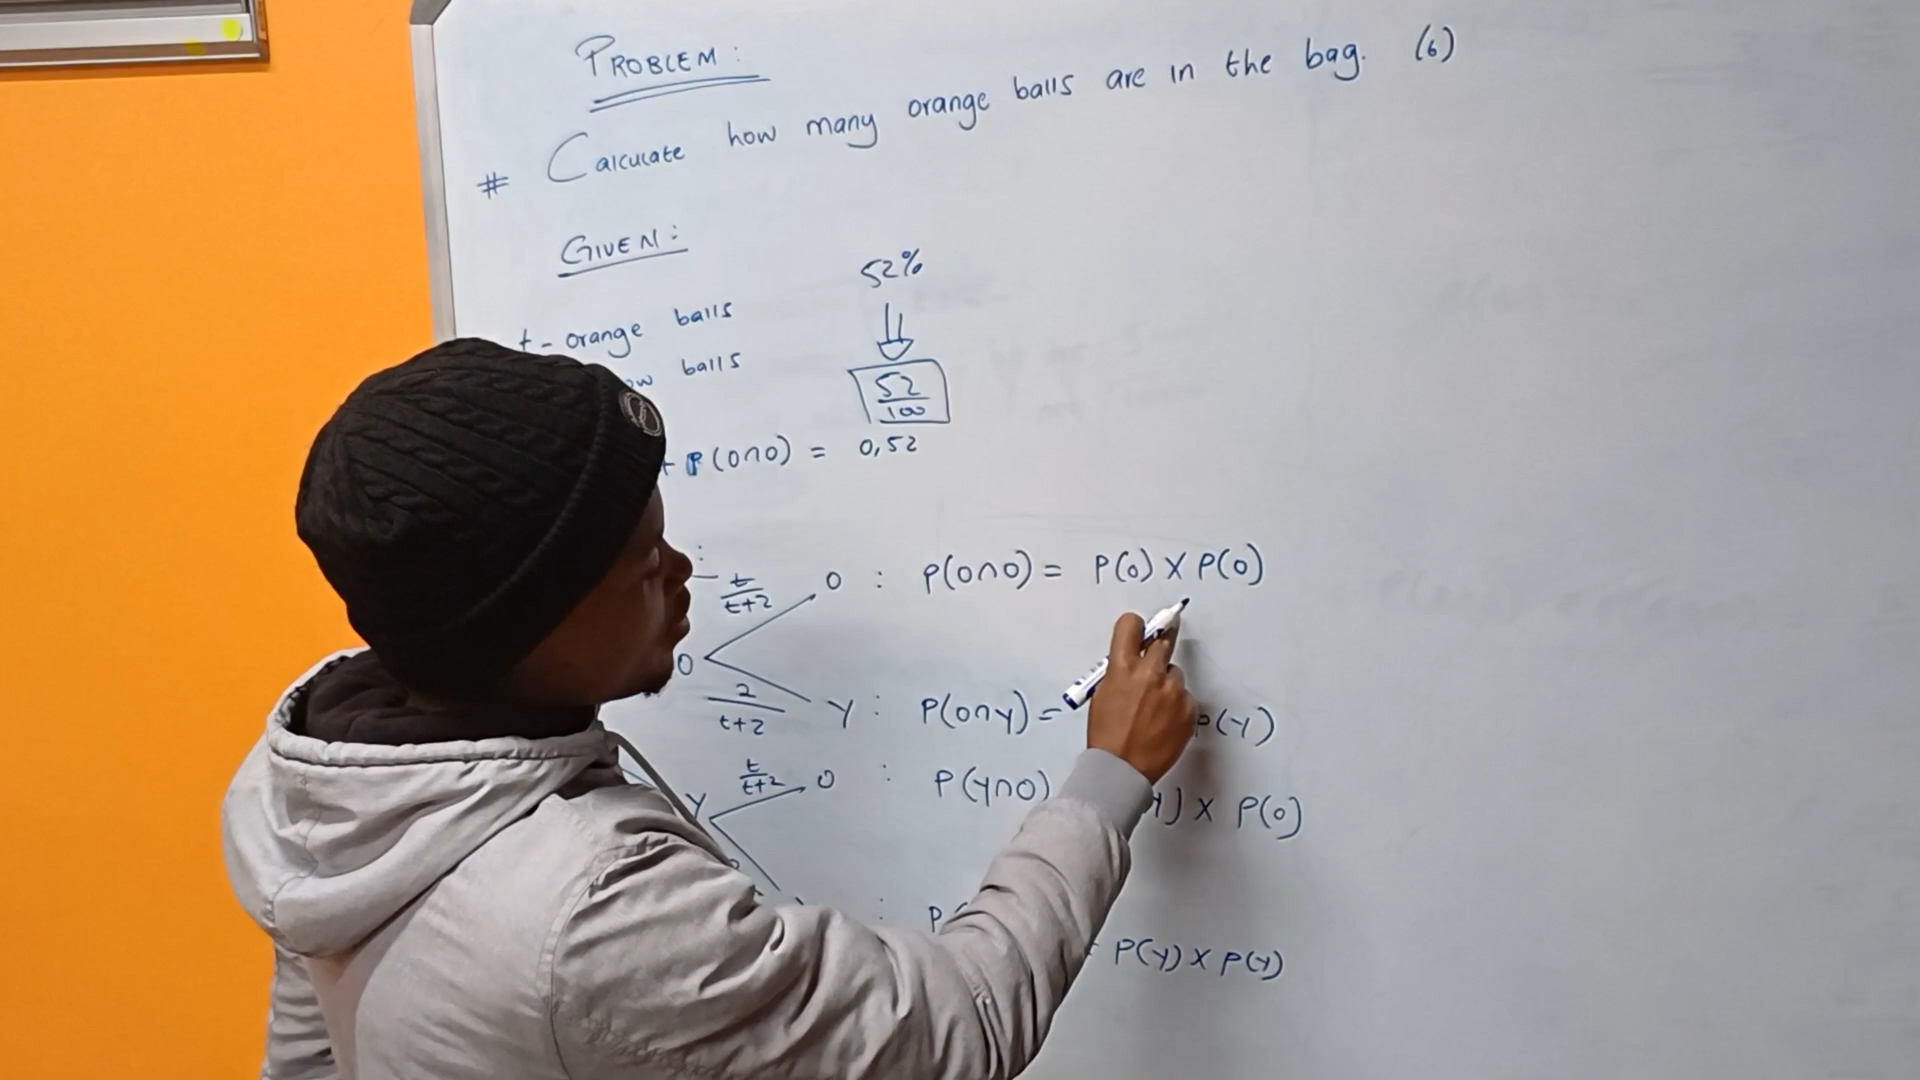 PROBLEM:
# Calculate how many orange balls are in the bag. (6)
GIVEN:
t - orange balls
balls
52%
52/100
P(O∩O) = 0,52
t/t+2 O : P(O∩O) = P(O) X P(O)
O
2/t+2 Y : P(O∩Y) = P(Y)
t/t+2 O : P(Y∩O) X P(O)
Y
: P
P(Y) X P(Y)